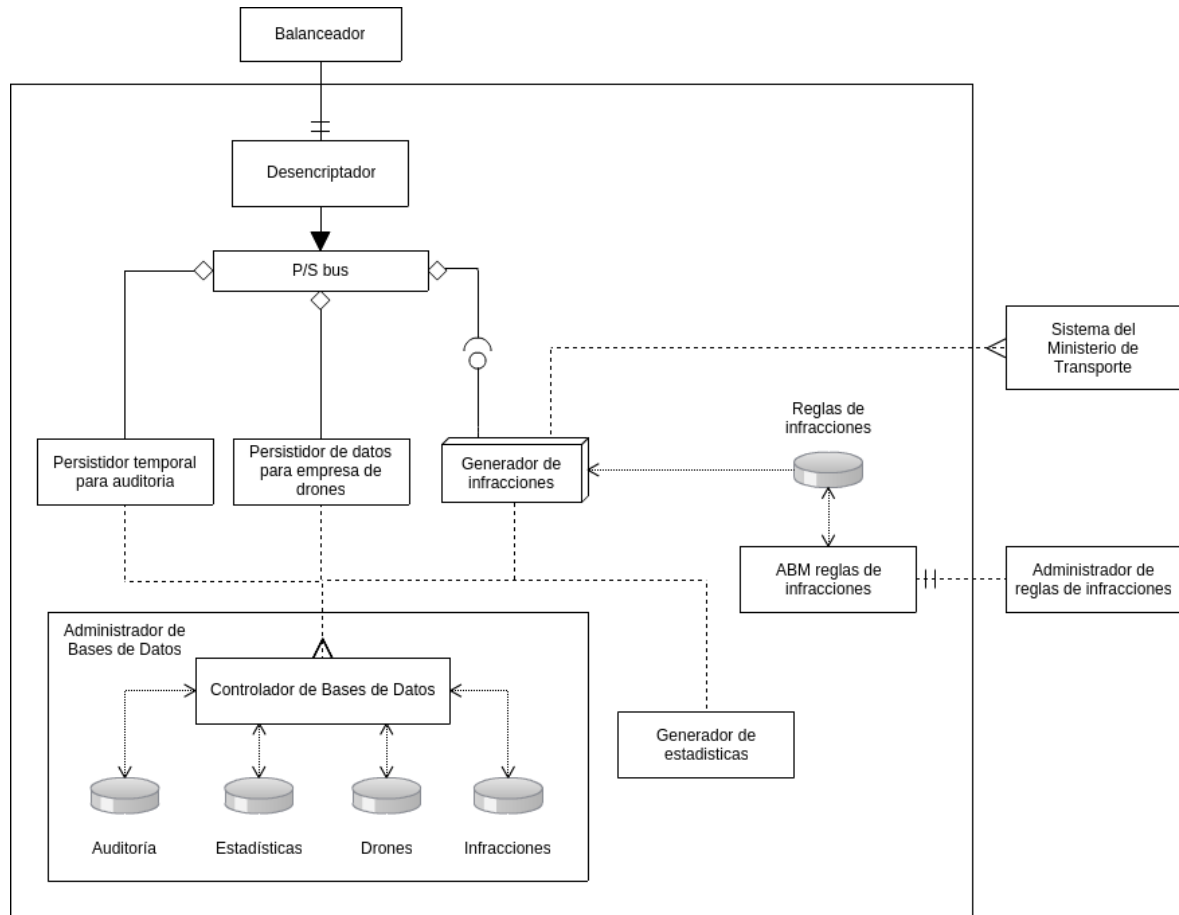 Balanceador
Desencriptador
P/S bus
Sistema del
Ministerio de
Transporte
Reglas de
infracciones
Persistidor temporal
para auditoria
Persistidor de datos
para empresa de
drones
Generador de
infracciones
ABM reglas de
infracciones
Administrador de
reglas de infracciones
Administrador de
Bases de Datos
Controlador de Bases de Datos
Generador de
estadisticas
Auditoría
Estadísticas
Drones
Infracciones